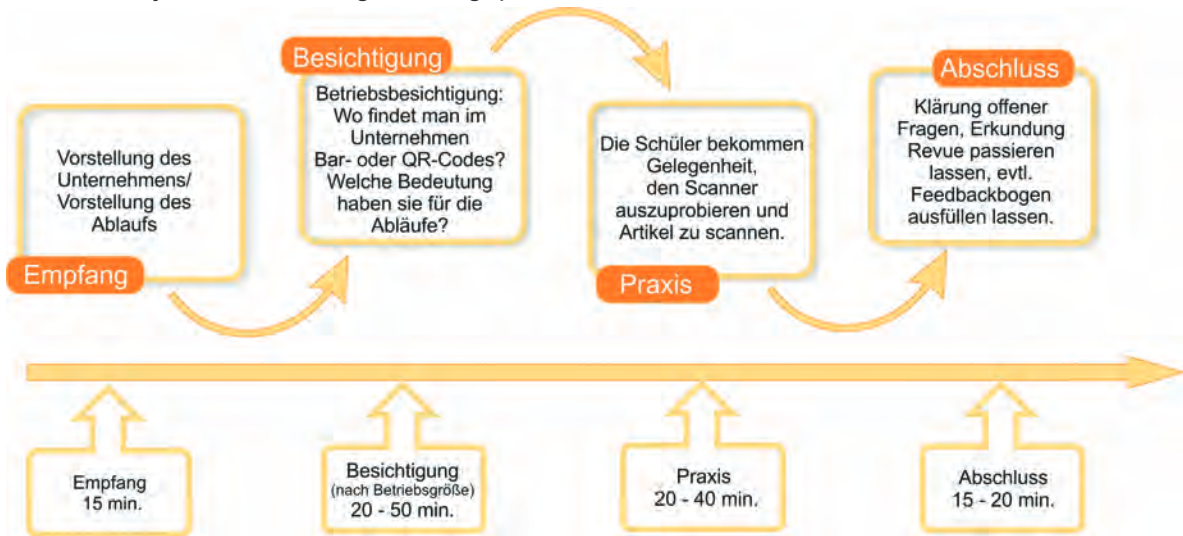 Empfang
Vorstellung des
Unternehmens/
Vorstellung des
Ablaufs
Besichtigung
Betriebsbesichtigung:
Wo findet man im
Unternehmen
Bar- oder QR-Codes?
Welche Bedeutung
haben sie für die
Abläufe?
Praxis
Die Schüler bekommen
Gelegenheit,
den Scanner
auszuprobieren und
Artikel zu scannen.
Abschluss
Klärung offener
Fragen, Erkundung
Revue passieren
lassen, evtl.
Feedbackbogen
ausfüllen lassen.
Empfang
15 min.
Besichtigung
(nach Betriebsgröße)
20 - 50 min.
Praxis
20 - 40 min.
Abschluss
15 - 20 min.